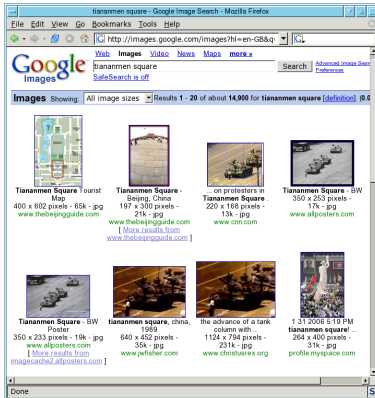 tiananmen square - Google Image Search - Mozilla Firefox
File Edit View Go Bookmarks Tools Help
http://images.google.com/images?hl=en-GB&q
Web Images Video News Maps more »
Google
Images
tiananmen square
Search
Advanced Image Sear
Preferences
SafeSearch is off
Images Showing: All image sizes Results 1 - 20 of about 14,900 for tiananmen square [definition]. (0.0
Tiananmen Square Tourist
Map
400 x 602 pixels - 65k - jpg
www.thebeijingguide.com
Tiananmen Square -
Beijing, China
197 x 300 pixels -
21k - jpg
www.thebeijingguide.com
[ More results from
www.thebeijingguide.com ]
... on protesters in
Tiananmen Square .
220 x 168 pixels -
13k - jpg
www.cnn.com
Tiananmen Square - BW
350 x 253 pixels -
17k - jpg
www.allposters.com
Tiananmen Square - BW
Poster
350 x 233 pixels - 19k - jpg
www.allposters.com
[ More results from
imagecache2.allposters.com ]
tiananmen square, china,
1989
640 x 452 pixels -
35k - jpg
www.jwfisher.com
the advance of a tank
column with ...
1124 x 794 pixels -
231k - jpg
www.christusrex.org
1 31 2006 5:19 PM
tiananmen square! ..
264 x 400 pixels -
31k - jpg
profile.myspace.com
Done
S